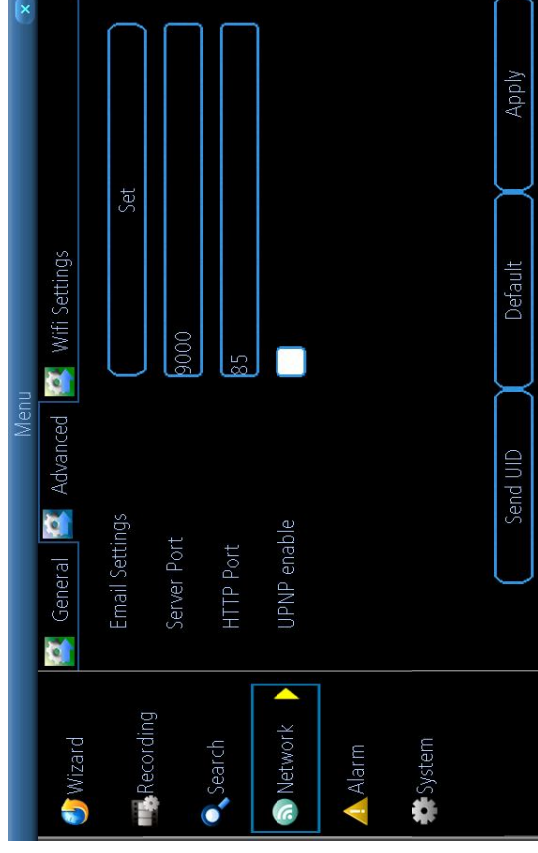 Menu
x
General
Advanced
Wifi Settings
Wizard
Recording
Search
Network
Alarm
System
Email Settings
Set
Server Port
9000
HTTP Port
85
UPNP enable
Send UID
Default
Apply